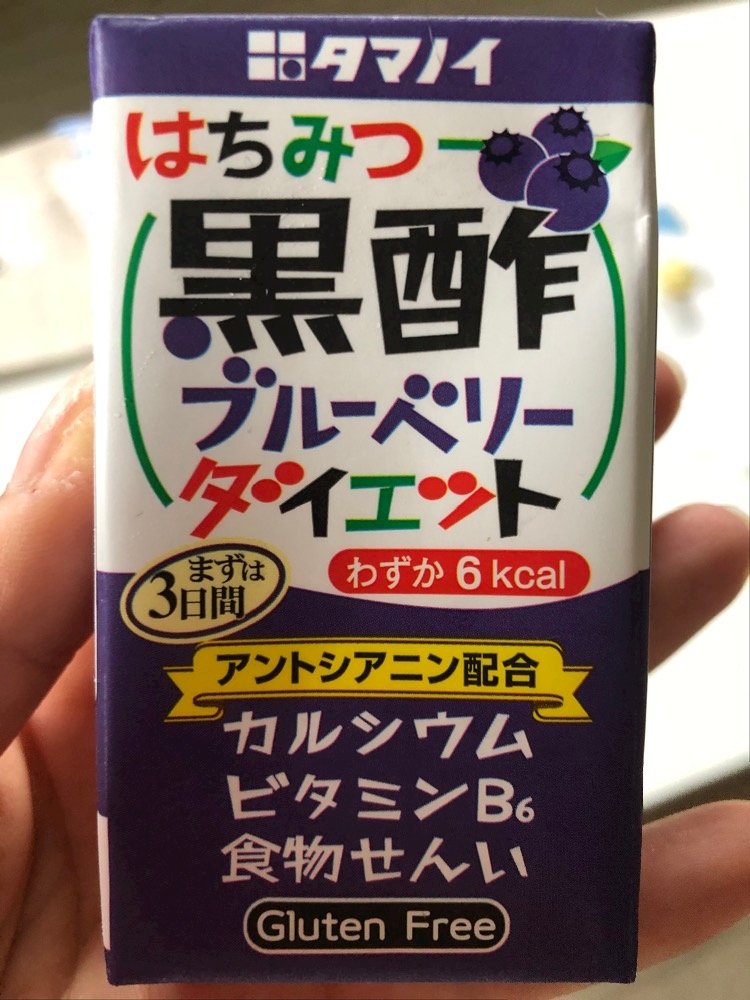 タマノイ
はちみつ
黒酢
ブルーベリー
ダイエット
まずは
3日間
わずか 6 kcal
アントシアニン配合
カルシウム
ビタミンB6
食物せんい
Gluten Free